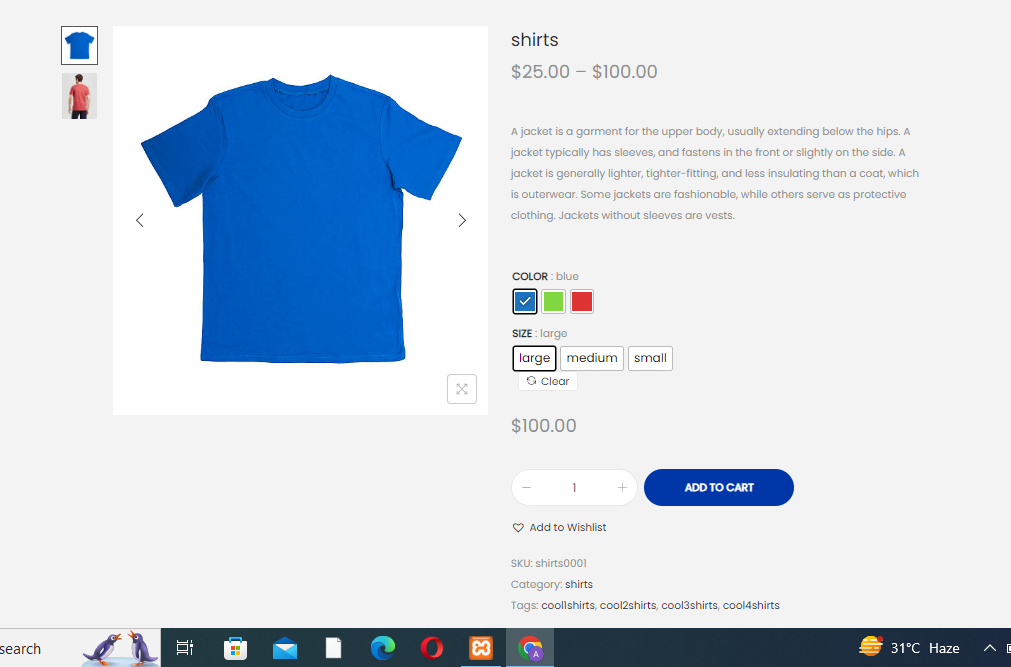 shirts
$25.00 – $100.00
A jacket is a garment for the upper body, usually extending below the hips. A
jacket typically has sleeves, and fastens in the front or slightly on the side. A
jacket is generally lighter, tighter-fitting, and less insulating than a coat, which
is outerwear. Some jackets are fashionable, while others serve as protective
clothing. Jackets without sleeves are vests.
COLOR : blue
SIZE : large
large medium small
Clear
$100.00
1 ADD TO CART
Add to Wishlist
SKU: shirts0001
Category: shirts
Tags: cool1shirts, cool2shirts, cool3shirts, cool4shirts
search A 31°C Haze